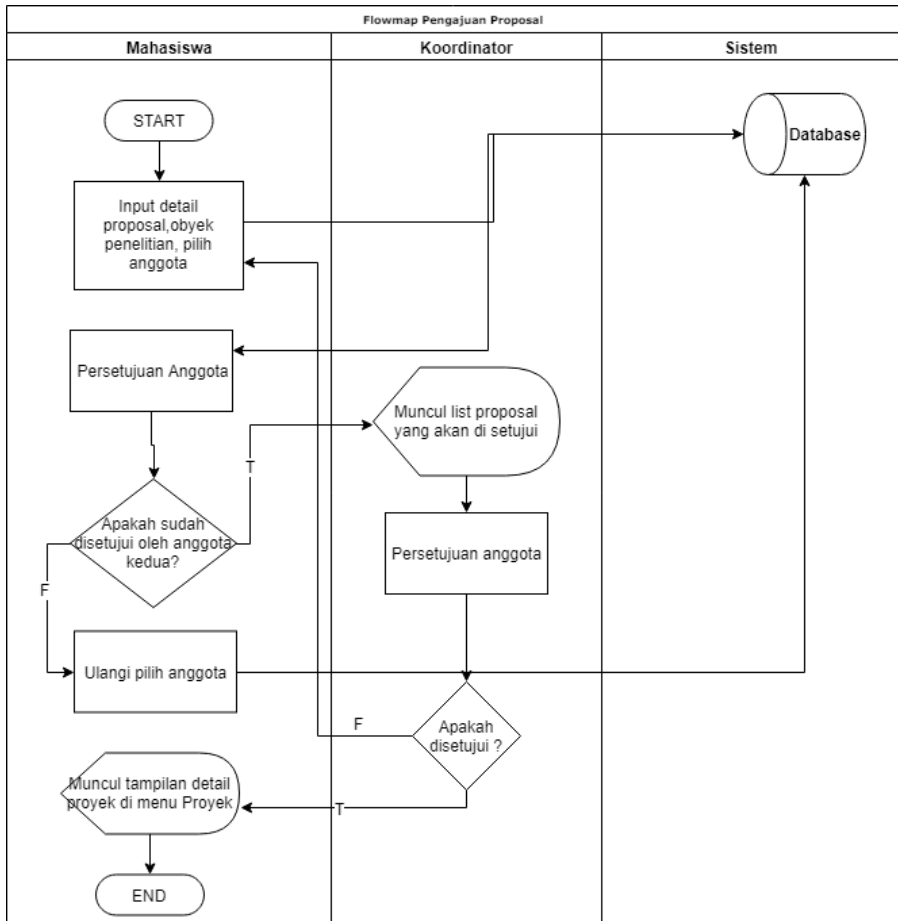 Flowmap Pengajuan Proposal
Mahasiswa
Koordinator
Sistem
START
Database
Input detail
proposal,obyek
penelitian, pilih
anggota
Persetujuan Anggota
Muncul list proposal
yang akan di setujui
T
Apakah sudah
disetujui oleh anggota
kedua?
Persetujuan anggota
F
Ulangi pilih anggota
F
Apakah
disetujui ?
Muncul tampilan detail
proyek di menu Proyek
T
END